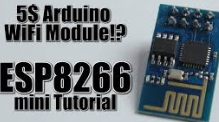 5$ Arduino
WiFi Module!?
ESP8266
mini Tutorial